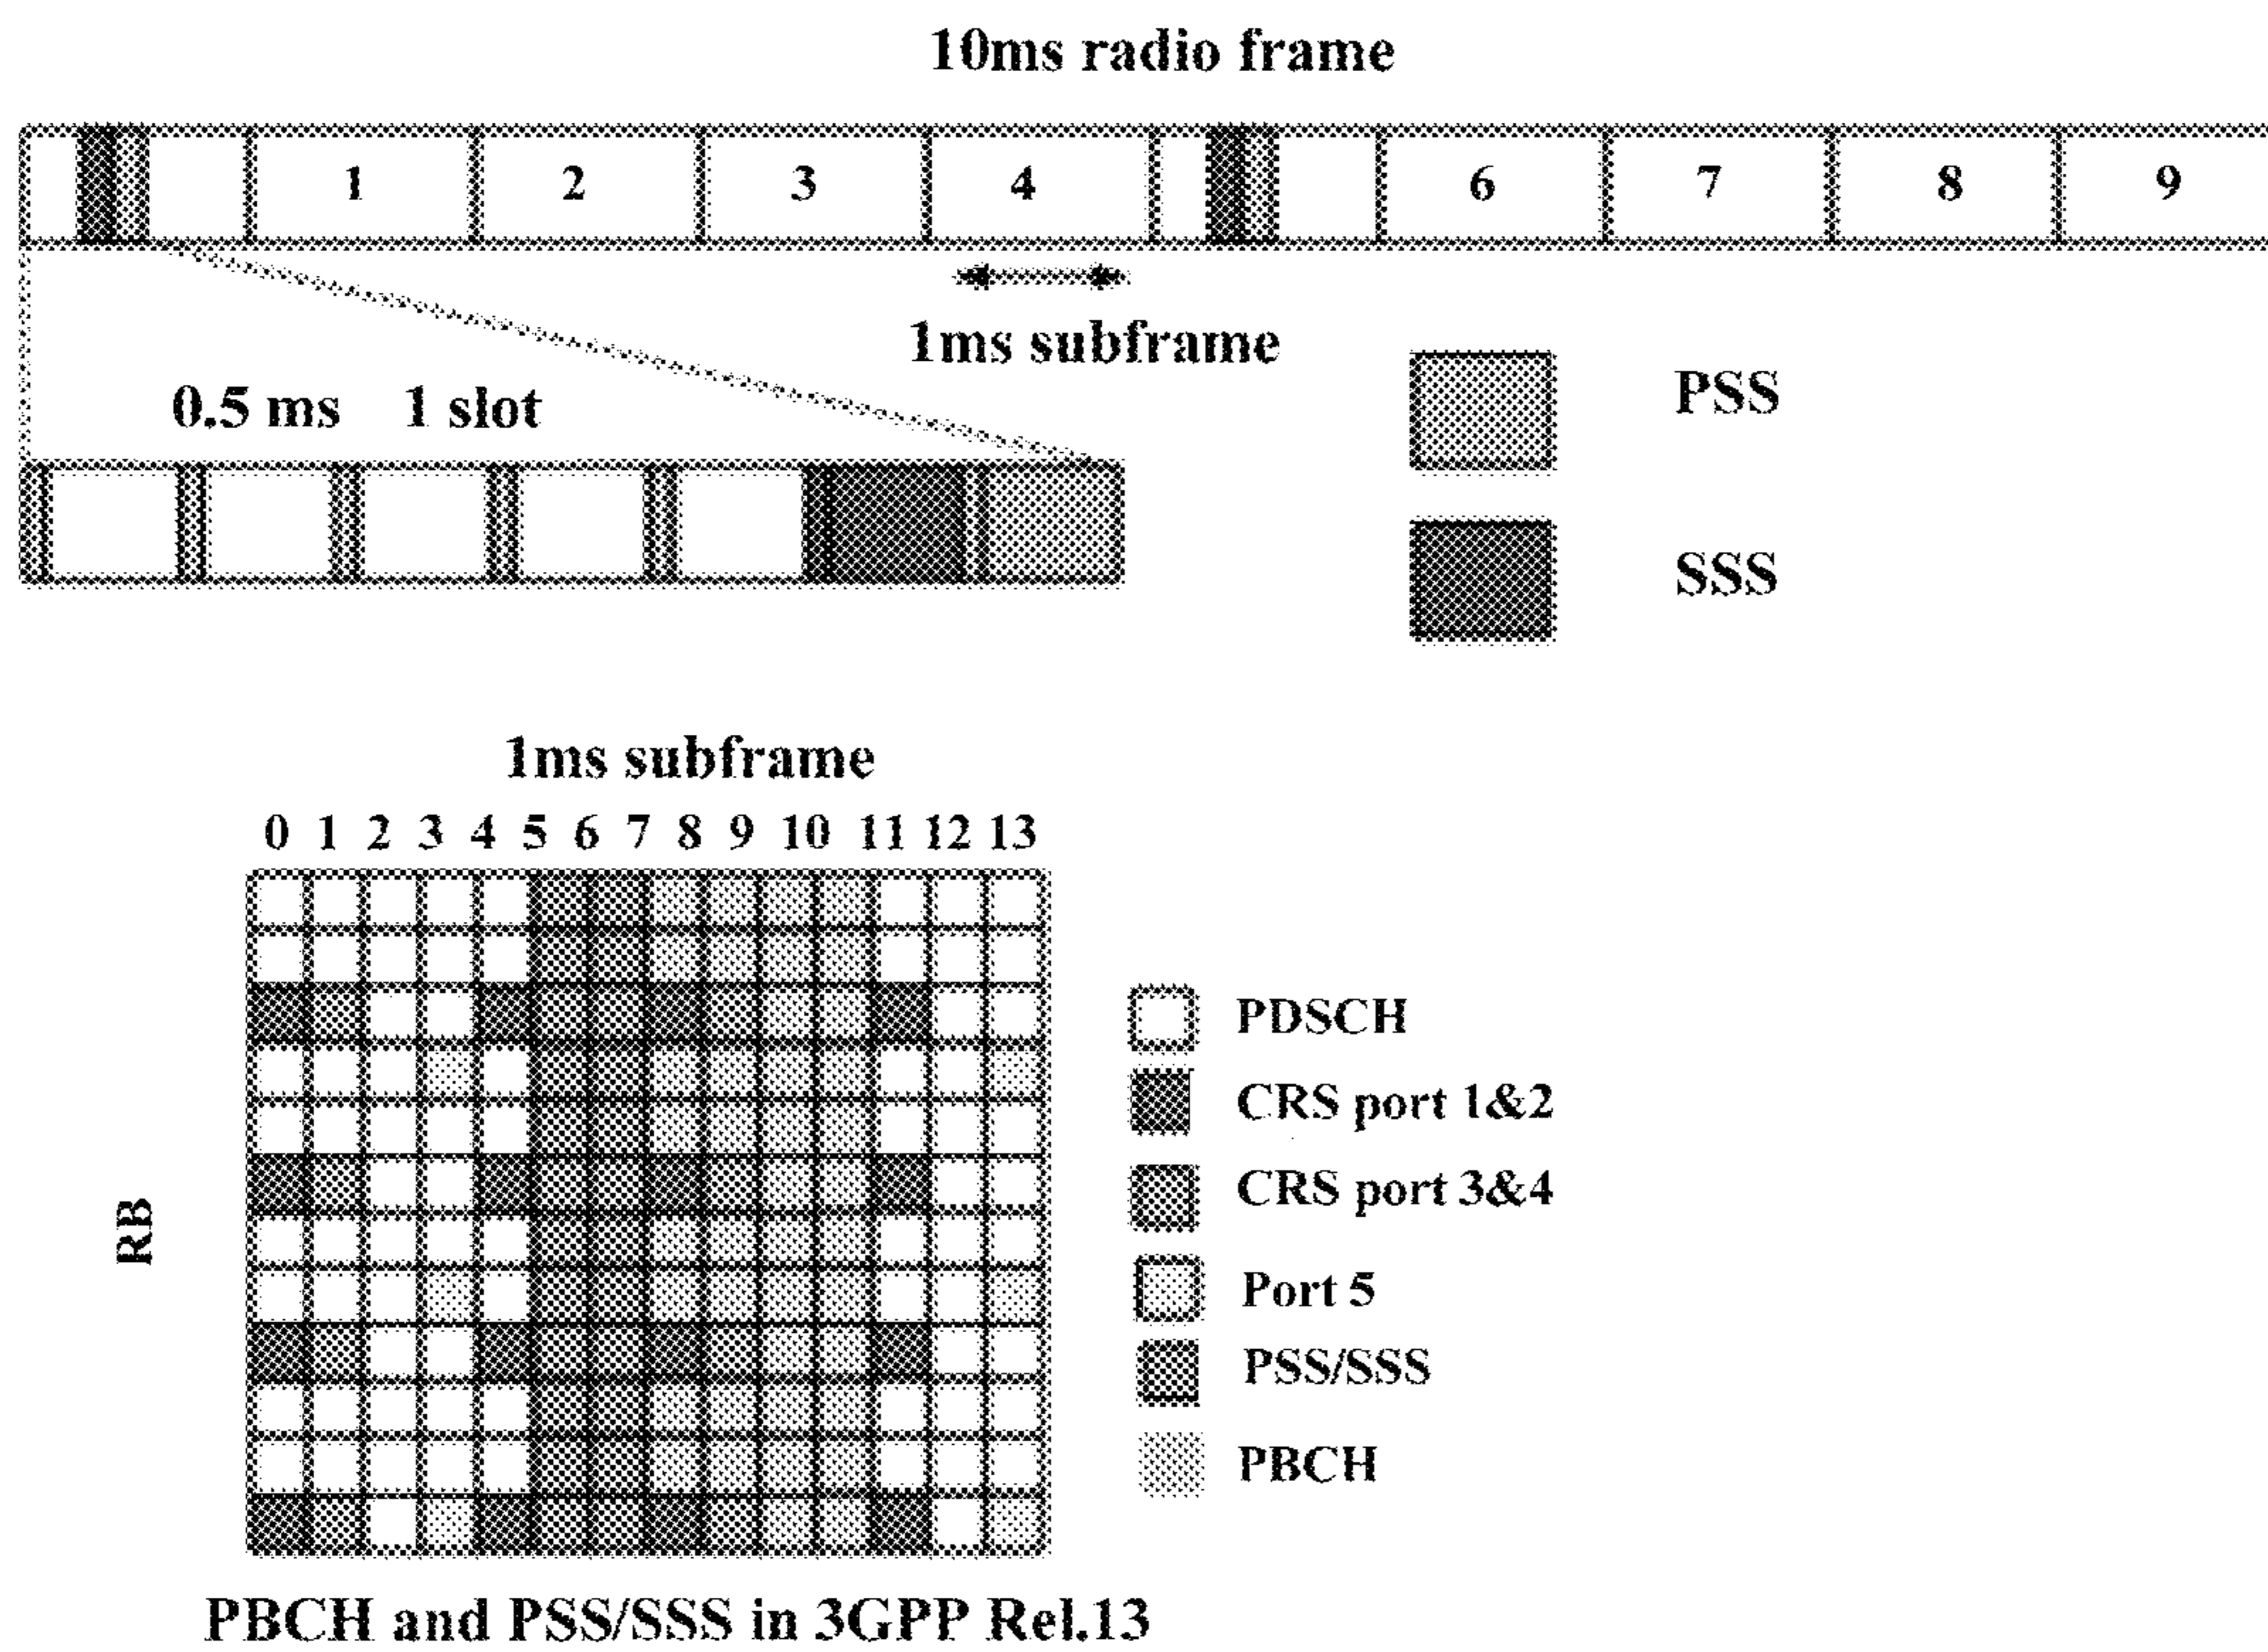 10ms radio frame
1 2 3 4 6 7 8 9
1ms subframe
0.5 ms 1 slot
PSS
SSS
1ms subframe
0 1 2 3 4 5 6 7 8 9 10 11 12 13
RB
PDSCH
CRS port 1&2
CRS port 3&4
Port 5
PSS/SSS
PBCH
PBCH and PSS/SSS in 3GPP Rel.13